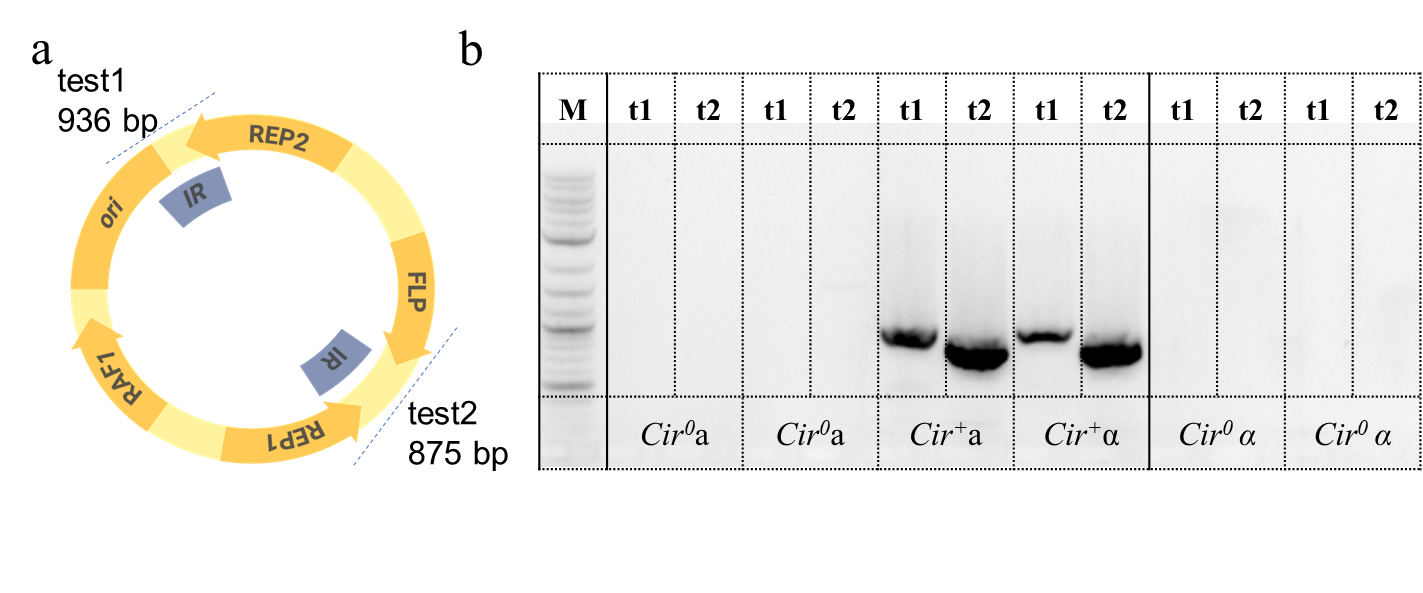 a
test1
936 bp
REP2
IR
ori
FLP
IR
RAF1
REP1
test2
875 bp
b
M t1 t2 t1 t2 t1 t2 t1 t2 t1 t2 t1 t2
Cir⁰a Cir⁰a Cir⁺a Cir⁺α Cir⁰ α Cir⁰ α